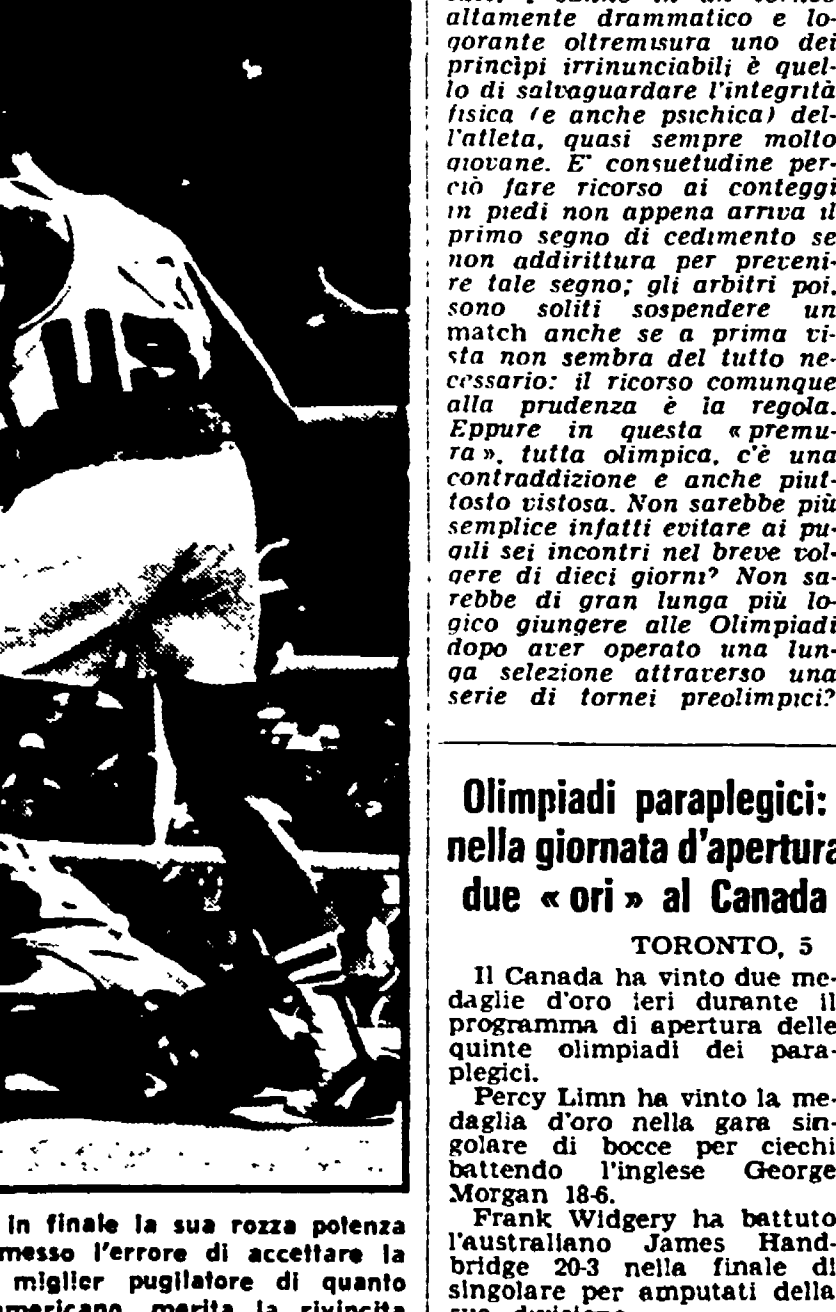 US
altamente drammatico e lo-
gorante oltremisura uno dei
princìpi irrinunciabili è quel-
lo di salvaguardare l'integrità
fisica (e anche psichica) del-
l'atleta, quasi sempre molto
giovane. E' consuetudine per-
ciò fare ricorso ai conteggi
in piedi non appena arriva il
primo segno di cedimento se
non addirittura per preveni-
re tale segno; gli arbitri poi,
sono soliti sospendere un
match anche se a prima vi-
sta non sembra del tutto ne-
cessario: il ricorso comunque
alla prudenza è la regola.
Eppure in questa «premu-
ra», tutta olimpica, c'è una
contraddizione e anche piut-
tosto vistosa. Non sarebbe più
semplice infatti evitare ai pu-
gili sei incontri nel breve vol-
gere di dieci giorni? Non sa-
rebbe di gran lunga più lo-
gico giungere alle Olimpiadi
dopo aver operato una lun-
ga selezione attraverso una
serie di tornei preolimpici?
Olimpiadi paraplegici:
nella giornata d'apertura
due «ori» al Canada
TORONTO, 5
Il Canada ha vinto due me-
daglie d'oro ieri durante il
programma di apertura delle
quinte olimpiadi dei para-
plegici.
Percy Limn ha vinto la me-
daglia d'oro nella gara sin-
golare di bocce per ciechi
battendo l'inglese George
Morgan 18-6.
Frank Widgery ha battuto
l'australiano James Hand-
bridge 20-3 nella finale di
singolare per amputati della
in finale la sua rozza potenza
messo l'errore di accettare la
miglior pugilatore di quanto
americano, merita la rivincita